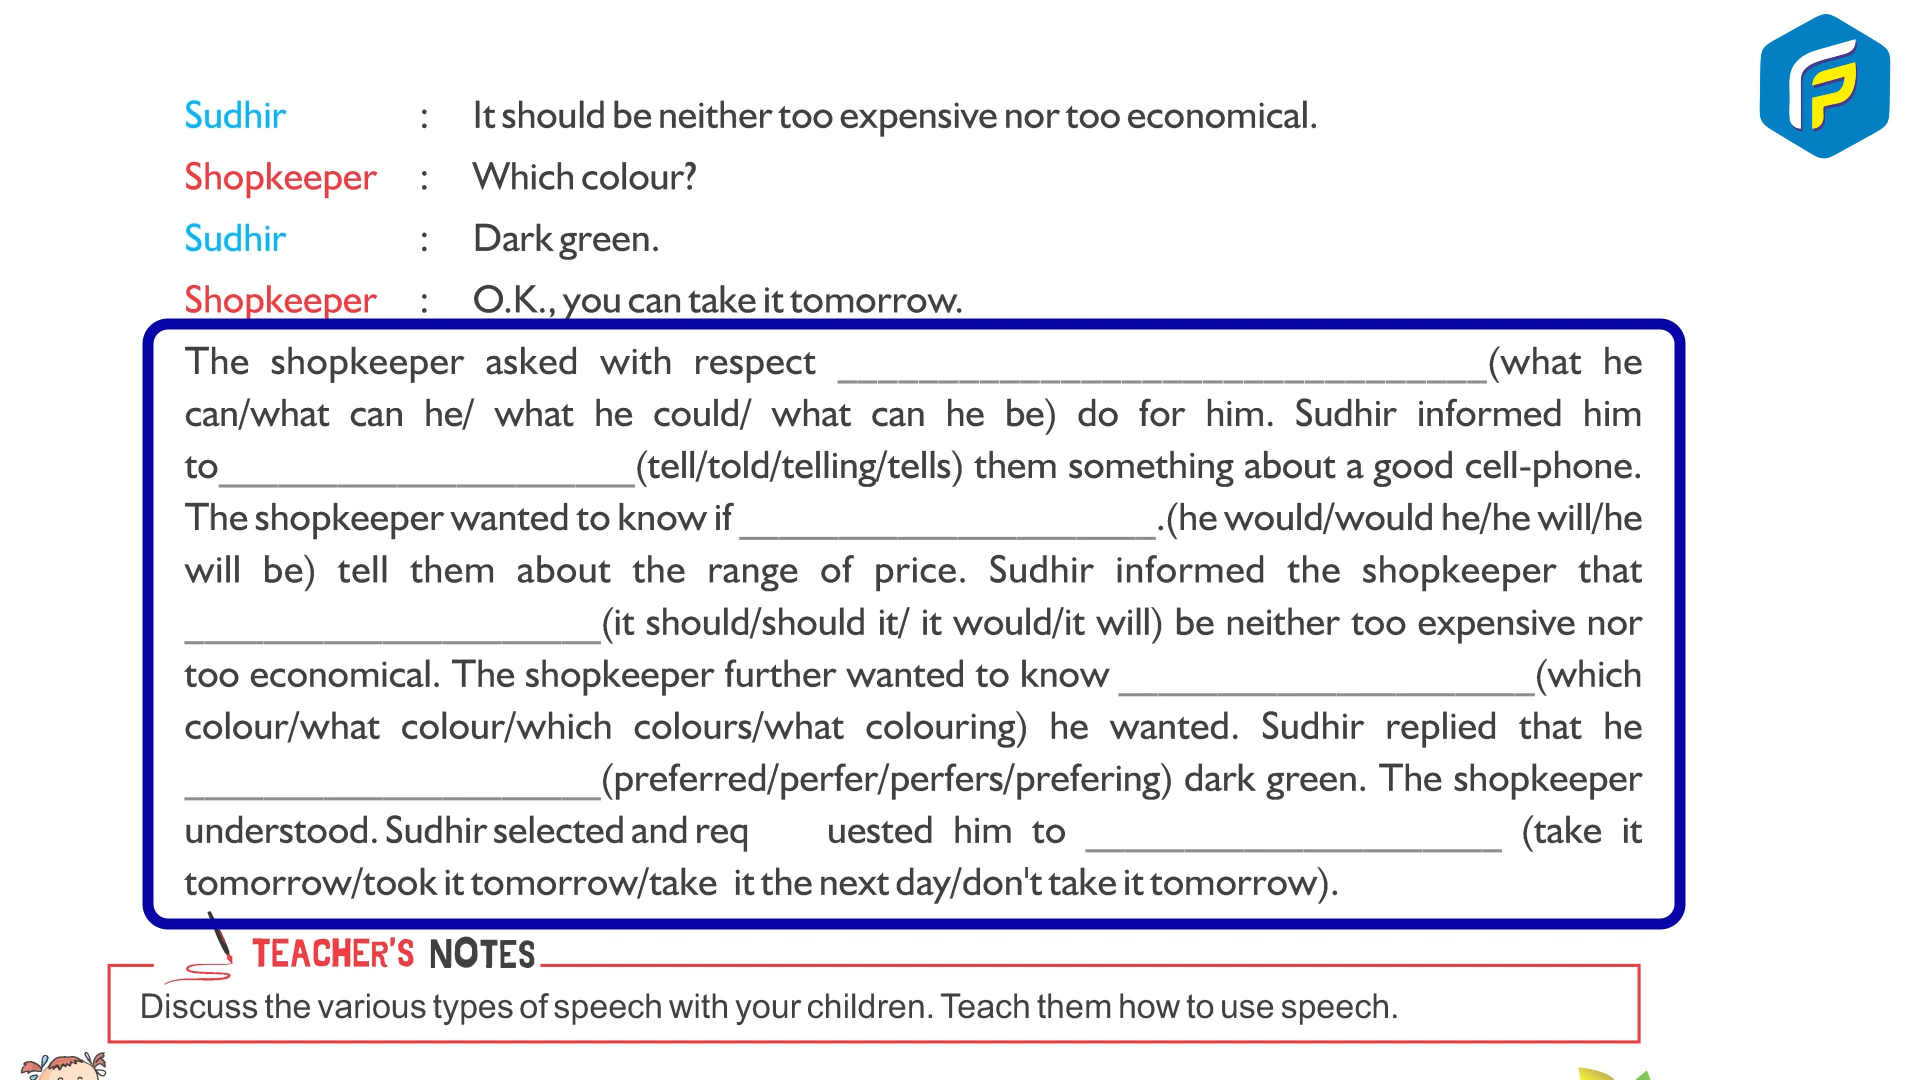 Sudhir : It should be neither too expensive nor too economical.
Shopkeeper : Which colour?
Sudhir : Dark green.
Shopkeeper : O.K., you can take it tomorrow.
The shopkeeper asked with respect ________________________________(what he
can/what can he/ what he could/ what can he be) do for him. Sudhir informed him
to____________________(tell/told/telling/tells) them something about a good cell-phone.
The shopkeeper wanted to know if ____________________.(he would/would he/he will/he
will be) tell them about the range of price. Sudhir informed the shopkeeper that
____________________(it should/should it/ it would/it will) be neither too expensive nor
too economical. The shopkeeper further wanted to know ____________________(which
colour/what colour/which colours/what colouring) he wanted. Sudhir replied that he
____________________(preferred/perfer/perfers/prefering) dark green. The shopkeeper
understood. Sudhir selected and req uested him to ____________________ (take it
tomorrow/took it tomorrow/take it the next day/don't take it tomorrow).
TEACHER'S NOTES
Discuss the various types of speech with your children. Teach them how to use speech.